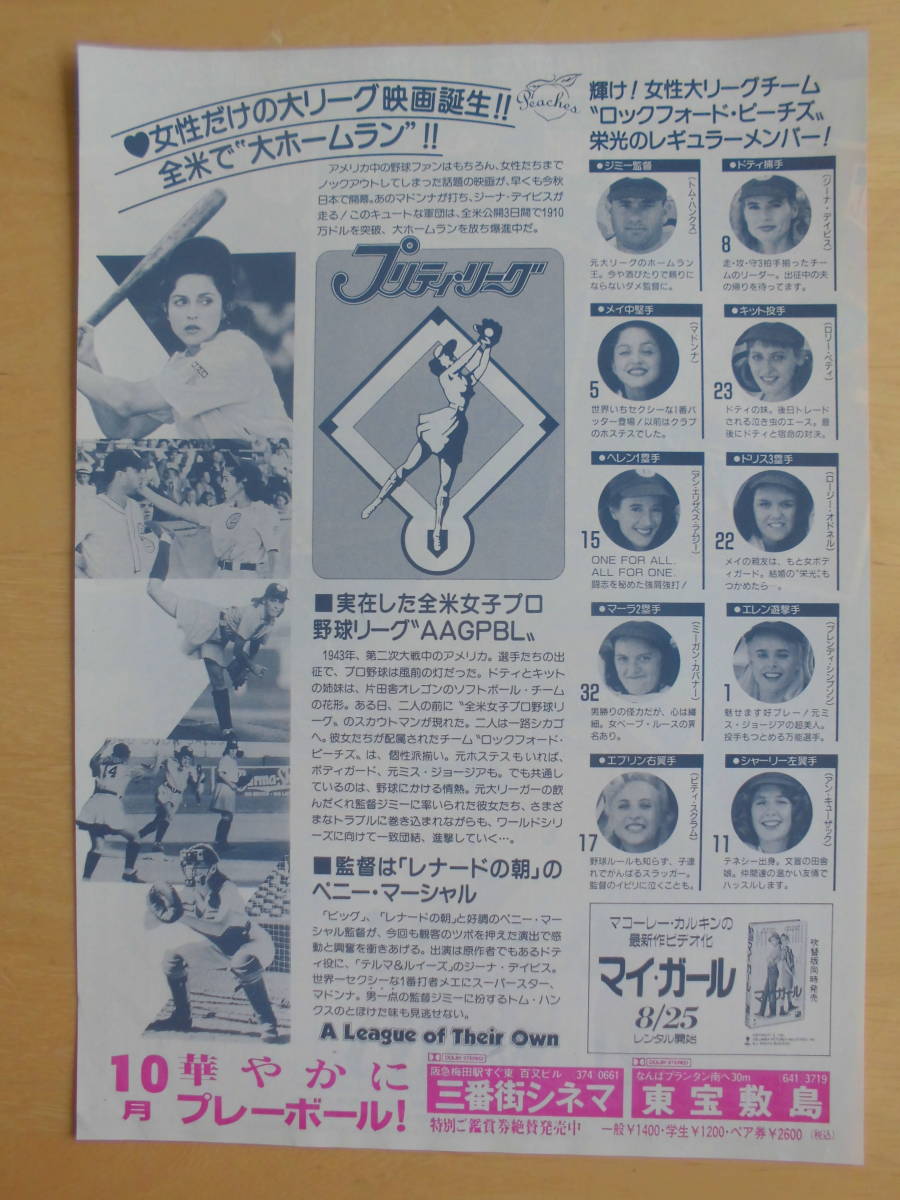 ♥女性だけの大リーグ映画誕生!!
全米で“大ホームラン”!!
Peaches
アメリカ中の野球ファンはもちろん、女性たちまで
ノックアウトしてしまった話題の映画が、早くも今秋
日本で開幕。あのマドンナが打ち、ジーナ・デイビスが
走る!このキュートな軍団は、全米公開3日間で1910
万ドルを突破、大ホームランを放ち爆進中だ。
プリティ・リーグ
■実在した全米女子プロ
野球リーグ〝AAGPBL〟
1943年、第二次大戦中のアメリカ。選手たちの出
征で、プロ野球は風前の灯だった。ドティとキット
の姉妹は、片田舎オレゴンのソフトボール・チーム
の花形。ある日、二人の前に〝全米女子プロ野球リ
ーグ〟のスカウトマンが現れた。二人は一路シカゴ
へ。彼女たちが配属されたチーム〝ロックフォード・
ピーチズ〟は、個性派揃い。元ホステスもいれば、
ボディガード、元ミス・ジョージアも。でも共通し
ているのは、野球にかける情熱。元大リーガーの飲
んだくれ監督ジミーに率いられた彼女たち、さまざ
まなトラブルに巻き込まれながらも、ワールドシリ
ーズに向けて一致団結、進撃していく…。
■監督は「レナードの朝」の
ペニー・マーシャル
「ビッグ」、「レナードの朝」と好調のペニー・マー
シャル監督が、今回も観客のツボを押えた演出で感
動と興奮を衝きあげる。出演は原作者でもあるドテ
ィ役に、「テルマ&ルイーズ」のジーナ・デイビス。
世界一セクシーな1番打者メエにスーパースター、
マドンナ。男一点の監督ジミーに扮するトム・ハン
クスのとぼけた味も見逃せない。
A League of Their Own
輝け!女性大リーグチーム
〝ロックフォード・ピーチズ〟
栄光のレギュラーメンバー!
●ジミー監督
(トム・ハンクス)
元大リーグのホームラン
王。今や酒びたりで頼りに
ならないダメ監督に。
●ドティ捕手
(ジーナ・デイビス)
8
走・攻・守3拍手揃ったチー
ムのリーダー。出征中の夫
の帰りを待ってます。
●メイ中堅手
(マドンナ)
5
世界いちセクシーな1番バ
ッター登場!以前はクラブ
のホステスでした。
●キット投手
(ロリー・ペティ)
23
ドティの妹。後日トレード
される泣き虫のエース。最
後にドティと宿命の対決。
●ヘレン1塁手
(アン・エリザベス・ラムジー)
15
ONE FOR ALL.
ALL FOR ONE.
闘志を秘めた強肩強打!
●ドリス3塁手
(ロージー・オドネル)
22
メイの親友は、もと女ボデ
ィガード。結婚の〝栄光〟も
つかめたら…。
●マーラ2塁手
(ミーガン・カバナー)
32
男勝りの怪力だが、心は繊
細。女ベーブ・ルースの異
名あり。
●エレン遊撃手
(ブレンディ・シンプソン)
1
魅せます好プレー!元ミ
ス・ジョージアの超美人。
投手もつとめる万能選手。
●エブリン右翼手
(ビティ・スクラム)
17
野球ルールも知らず、子連
れでがんばるスラッガー。
監督のイビリに泣くことも。
●シャーリー左翼手
(アン・キューザック)
11
テネシー出身。文盲の田舎
娘。仲間達の温かい友情で
ハッスルします。
マコーレー・カルキンの
最新作ビデオ化
マイ・ガール
8/25
レンタル開始
吹替版同時発売
マイ・ガール
10月
華やかに
プレーボール!
DOLBY STEREO
阪急梅田駅すぐ東 百又ビル 374 0661
三番街シネマ
DOLBY STEREO
なんばプランタン南へ30m 641 3719
東宝敷島
特別ご鑑賞券絶賛発売中 一般¥1400・学生¥1200・ペア券¥2600(税込)
14